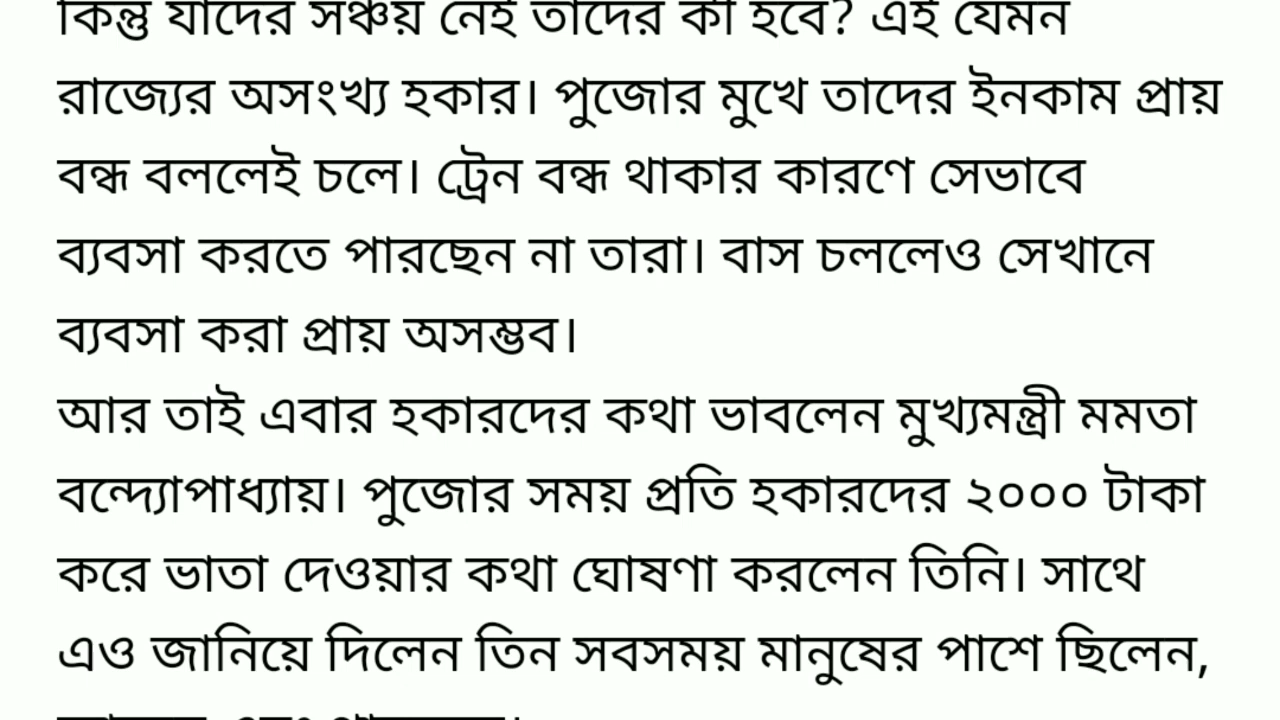 কিন্তু যাদের সঞ্চয় নেই তাদের কী হবে? এই যেমন
রাজ্যের অসংখ্য হকার। পুজোর মুখে তাদের ইনকাম প্রায়
বন্ধ বললেই চলে। ট্রেন বন্ধ থাকার কারণে সেভাবে
ব্যবসা করতে পারছেন না তারা। বাস চললেও সেখানে
ব্যবসা করা প্রায় অসম্ভব।
আর তাই এবার হকারদের কথা ভাবলেন মুখ্যমন্ত্রী মমতা
বন্দ্যোপাধ্যায়। পুজোর সময় প্রতি হকারদের ২০০০ টাকা
করে ভাতা দেওয়ার কথা ঘোষণা করলেন তিনি। সাথে
এও জানিয়ে দিলেন তিন সবসময় মানুষের পাশে ছিলেন,